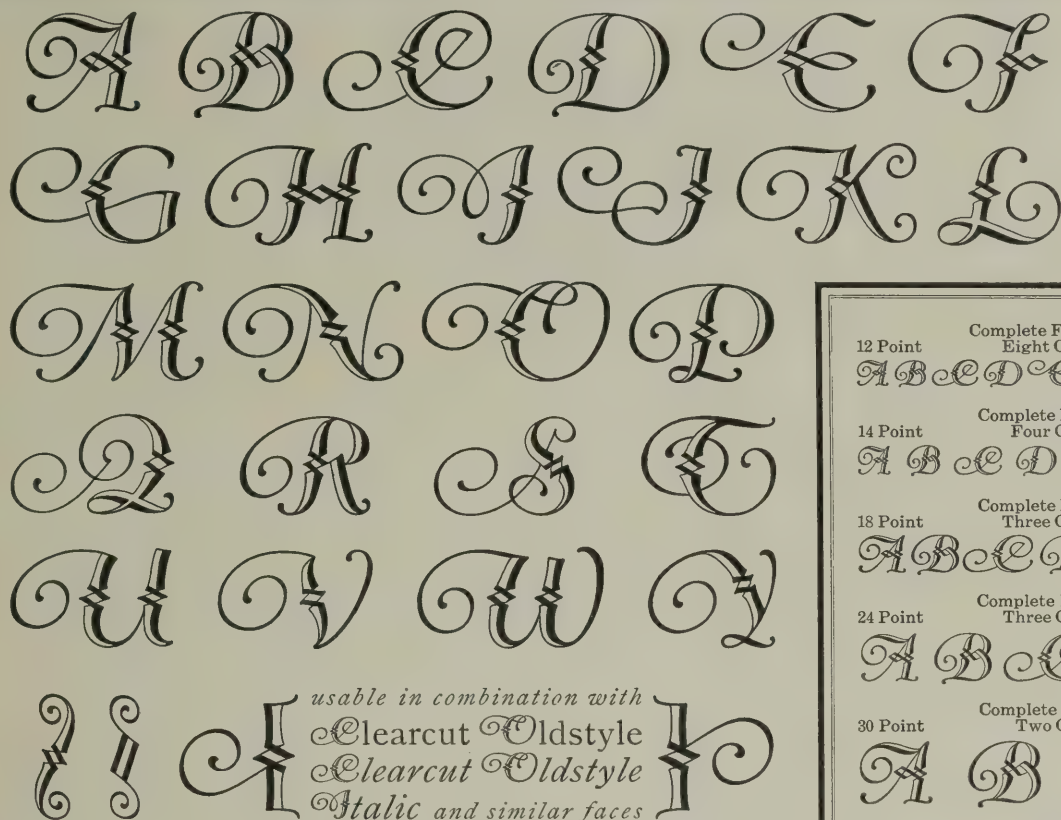 A B C D E F
G H I J K L
M N O P
Q R S T
U V W Y
usable in combination with
Clearcut Oldstyle
Clearcut Oldstyle
Italic and similar faces
Complete
12 Point Eight
A B C D E
Complete
14 Point Four
A B C D
Complete
18 Point Three
A B C
Complete
24 Point Three
A B C
Complete
30 Point Two
A B